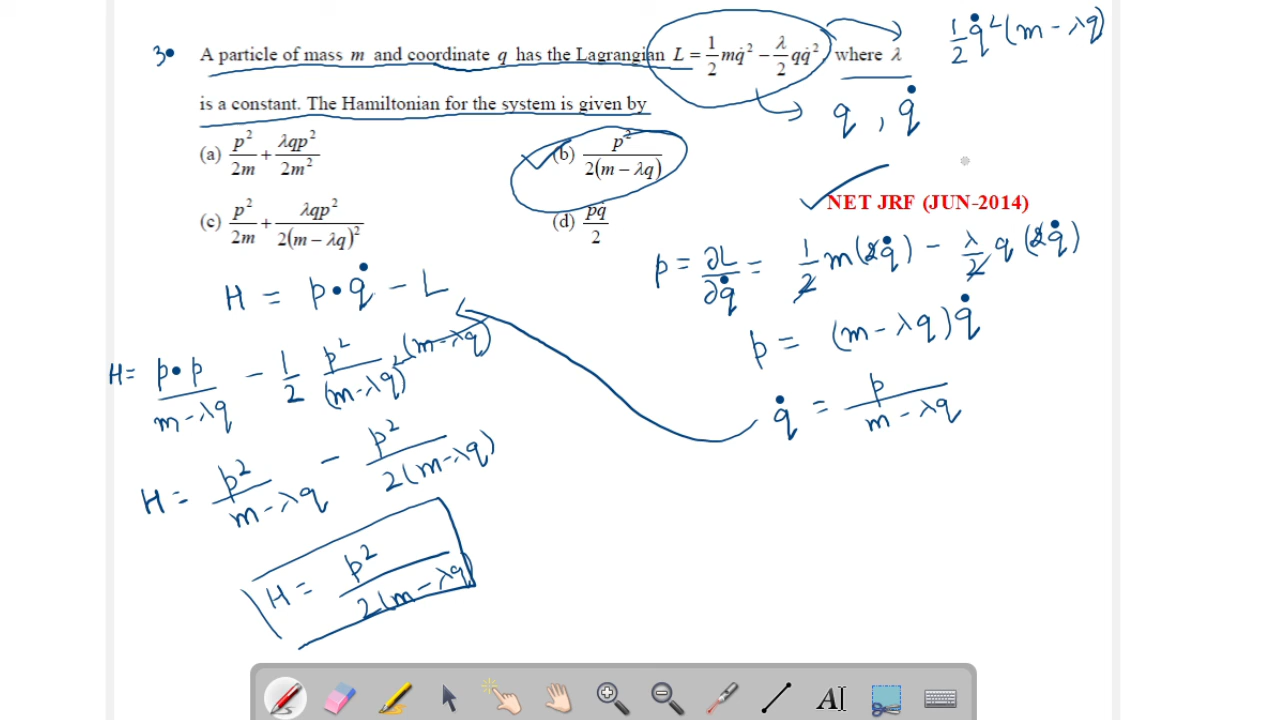 3• A particle of mass m and coordinate q has the Lagrangian L = 1/2 mq̇² − λ/2 qq̇², where λ
is a constant. The Hamiltonian for the system is given by
1/2 q̇² (m − λq)
q , q̇
(a) p²/2m + λqp²/2m²
(b) p²/2(m − λq)
(c) p²/2m + λqp²/2(m − λq)²
(d) pq̇/2
NET JRF (JUN-2014)
p = ∂L/∂q̇ = 1/2 m(2q̇) − λ/2 q (2q̇)
p = (m − λq) q̇
q̇ = p/m − λq
H = p • q̇ − L
H = p • p/m − λq − 1/2 p²/(m − λq)² (m − λq)
H = p²/m − λq − p²/2(m − λq)
H = p²/2(m − λq)
AI